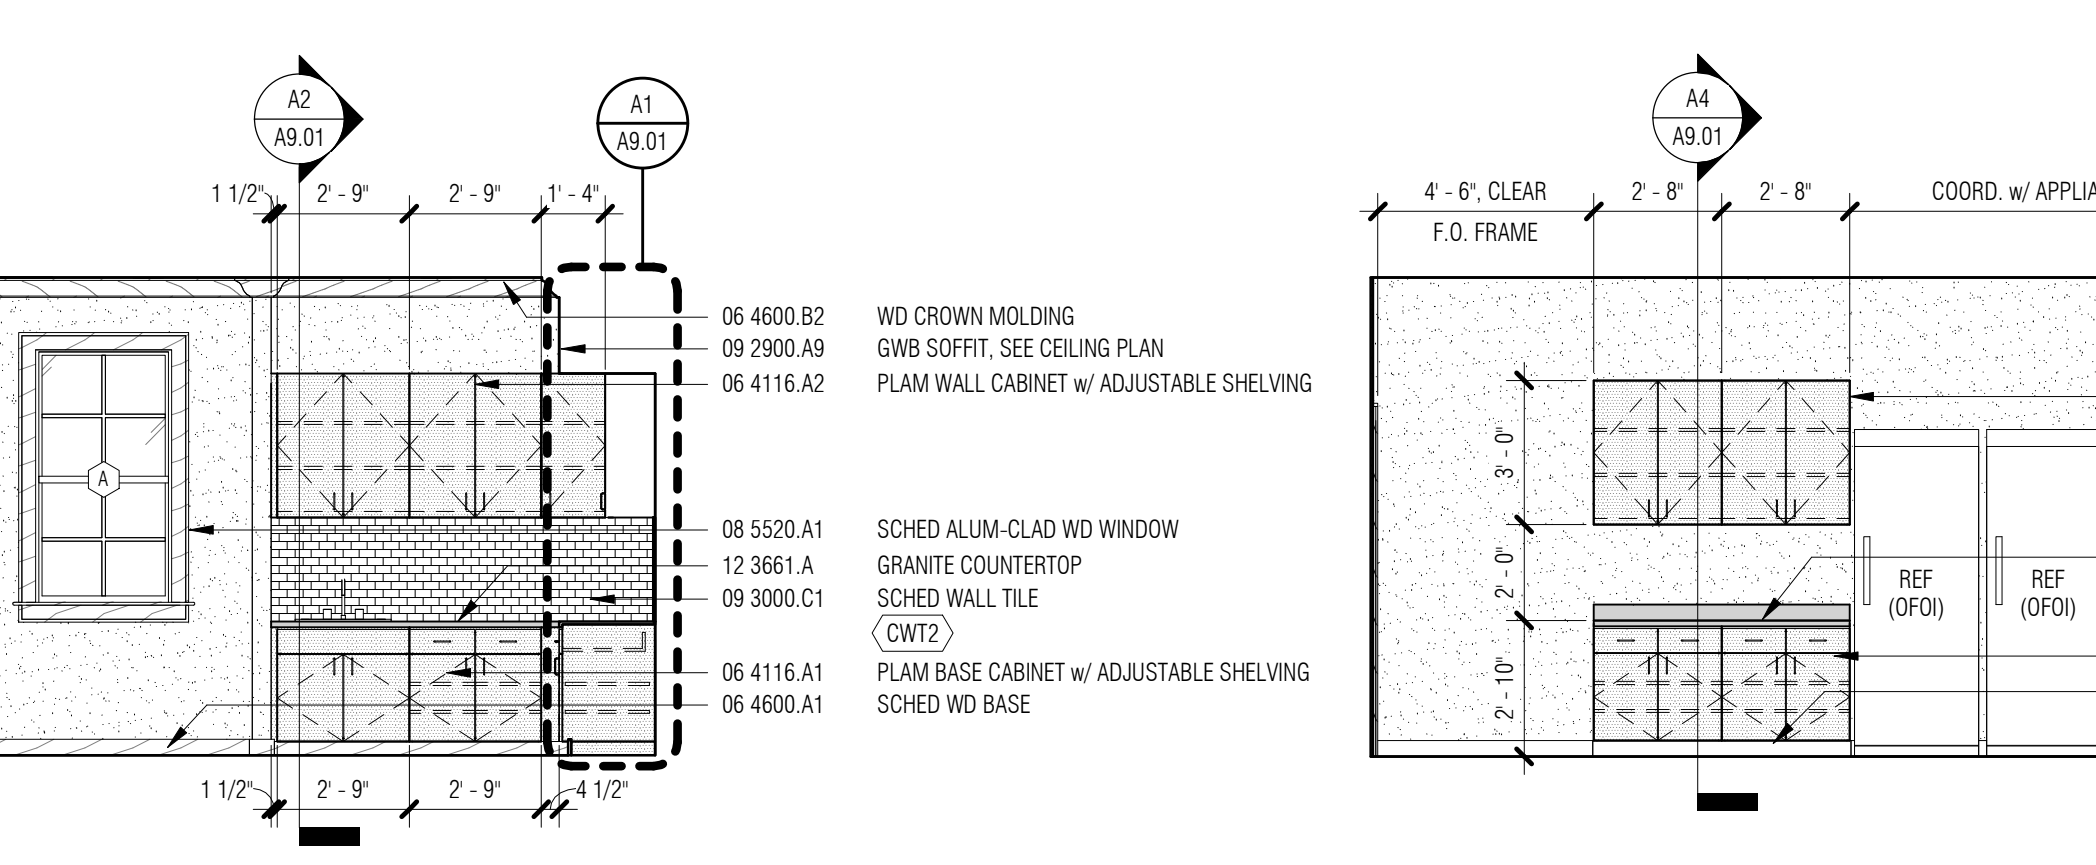 A2
A9.01
A1
A9.01
A4
A9.01
1 1/2"
2' - 9"
2' - 9"
1' - 4"
4' - 6", CLEAR
F.O. FRAME
2' - 8"
2' - 8"
COORD. w/ APPLIA
06 4600.B2 WD CROWN MOLDING
09 2900.A9 GWB SOFFIT, SEE CEILING PLAN
06 4116.A2 PLAM WALL CABINET w/ ADJUSTABLE SHELVING
A
08 5520.A1 SCHED ALUM-CLAD WD WINDOW
12 3661.A GRANITE COUNTERTOP
09 3000.C1 SCHED WALL TILE
CWT2
06 4116.A1 PLAM BASE CABINET w/ ADJUSTABLE SHELVING
06 4600.A1 SCHED WD BASE
3' - 0"
2' - 0"
2' - 10"
REF
(OFOI)
REF
(OFOI)
1 1/2"
2' - 9"
2' - 9"
4 1/2"